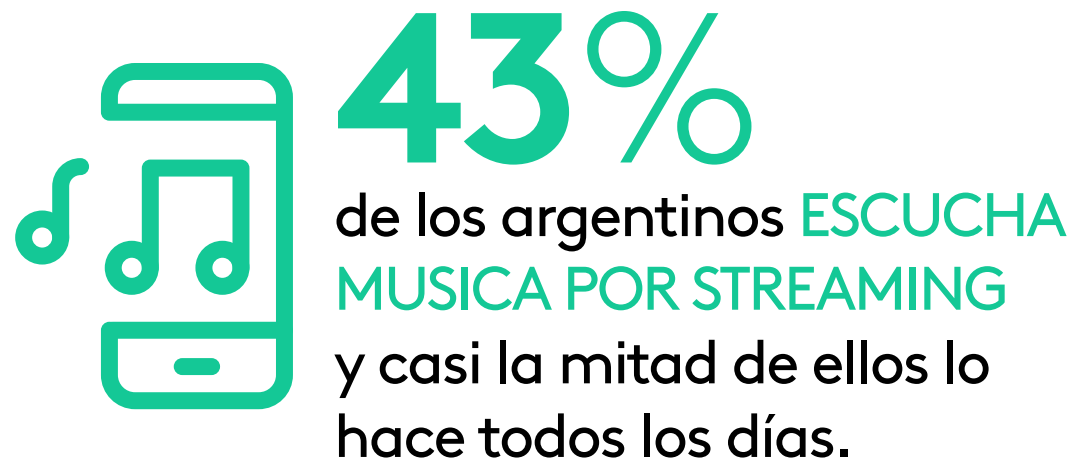 43%
de los argentinos ESCUCHA
MUSICA POR STREAMING
y casi la mitad de ellos lo
hace todos los días.